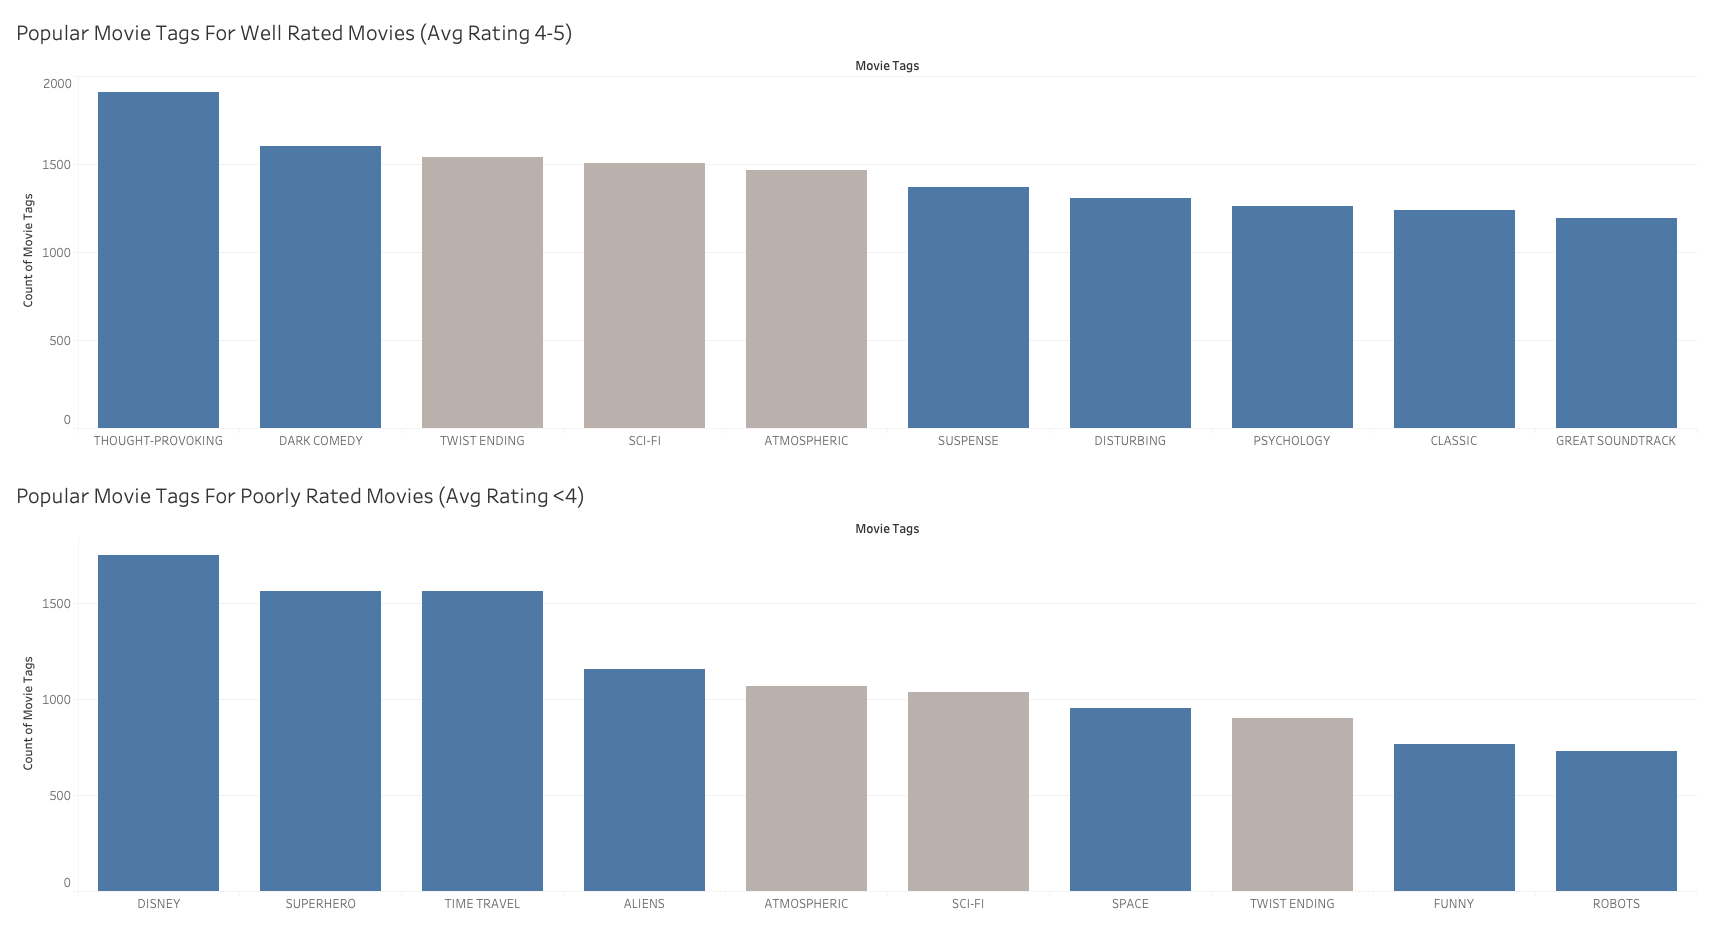 Popular Movie Tags For Well Rated Movies (Avg Rating 4-5)
Movie Tags
2000
1500
1000
500
0
Count of Movie Tags
THOUGHT-PROVOKING DARK COMEDY TWIST ENDING SCI-FI ATMOSPHERIC SUSPENSE DISTURBING PSYCHOLOGY CLASSIC GREAT SOUNDTRACK
Popular Movie Tags For Poorly Rated Movies (Avg Rating <4)
Movie Tags
1500
1000
500
0
Count of Movie Tags
DISNEY SUPERHERO TIME TRAVEL ALIENS ATMOSPHERIC SCI-FI SPACE TWIST ENDING FUNNY ROBOTS